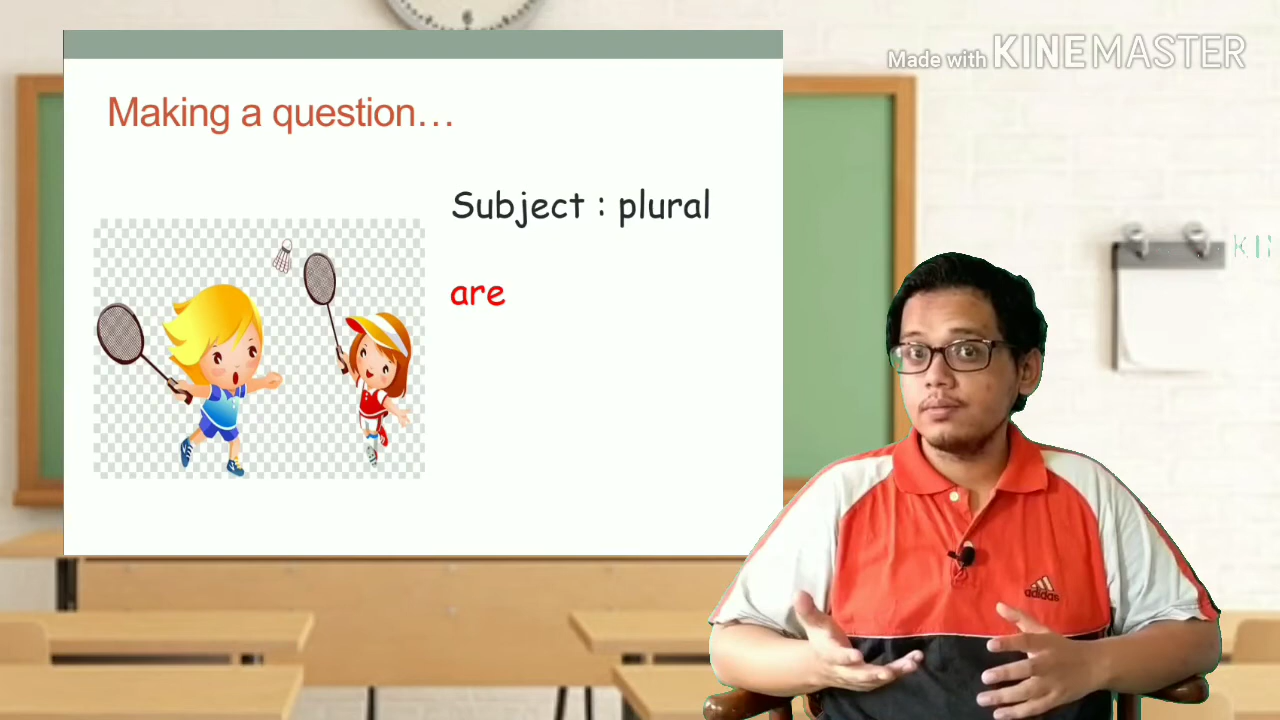 Made with KINEMASTER
Making a question…
Subject : plural
are
adidas